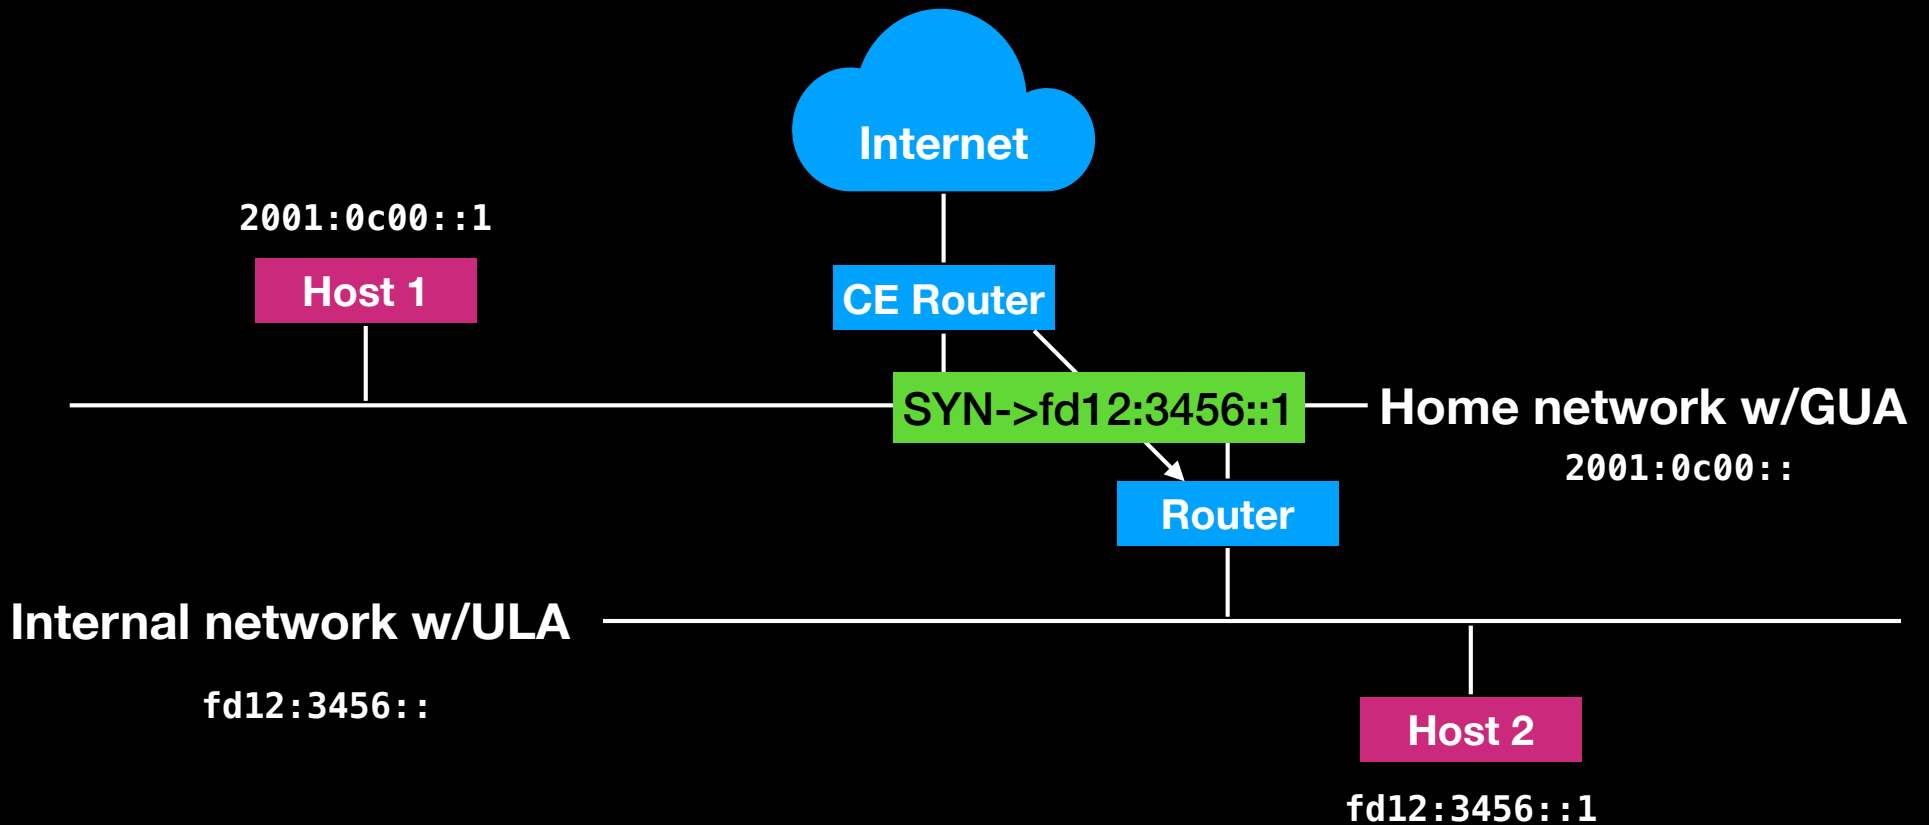 Internet
2001:0c00::1
Host 1
CE Router
SYN->fd12:3456::1
Home network w/GUA
2001:0c00::
Router
Internal network w/ULA
fd12:3456::
Host 2
fd12:3456::1